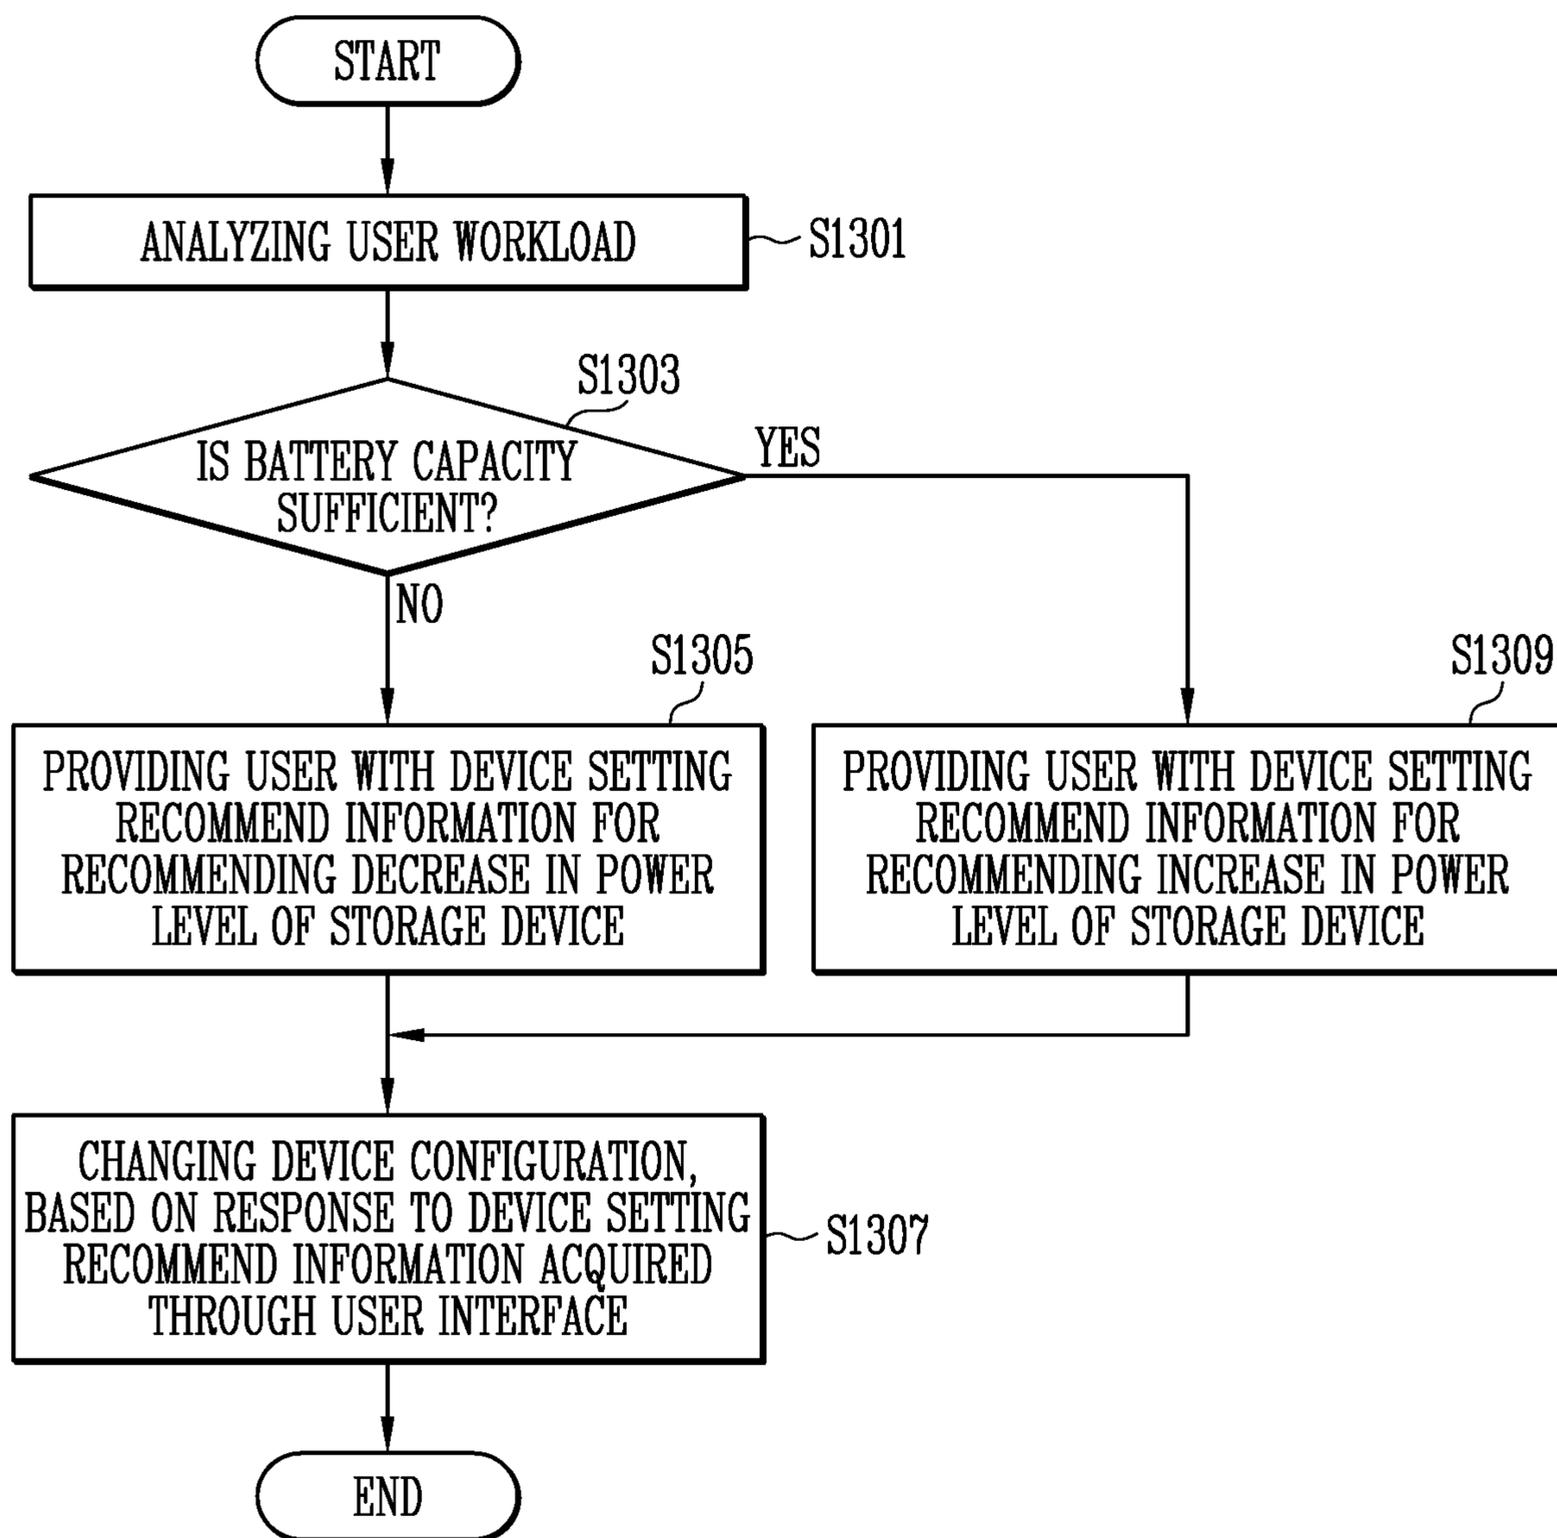 START
ANALYZING USER WORKLOAD
S1301
S1303
IS BATTERY CAPACITY
SUFFICIENT?
YES
NO
S1305
PROVIDING USER WITH DEVICE SETTING
RECOMMEND INFORMATION FOR
RECOMMENDING DECREASE IN POWER
LEVEL OF STORAGE DEVICE
S1309
PROVIDING USER WITH DEVICE SETTING
RECOMMEND INFORMATION FOR
RECOMMENDING INCREASE IN POWER
LEVEL OF STORAGE DEVICE
CHANGING DEVICE CONFIGURATION,
BASED ON RESPONSE TO DEVICE SETTING
RECOMMEND INFORMATION ACQUIRED
THROUGH USER INTERFACE
S1307
END